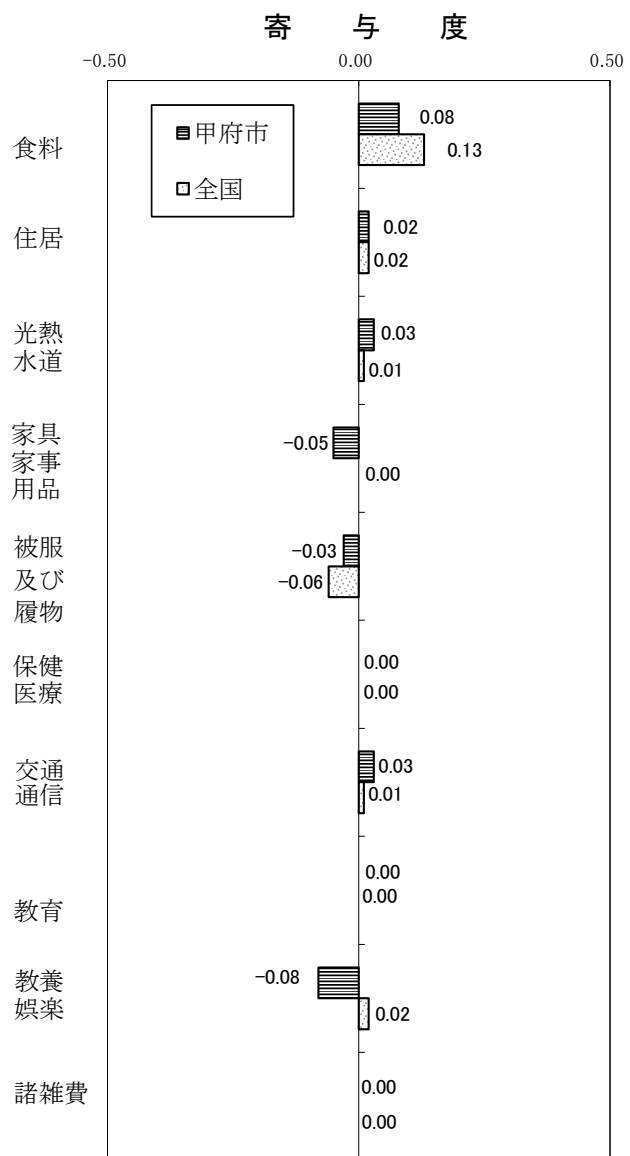 寄与度
-0.50
0.00
0.50
甲府市
全国
食料
0.08
0.13
住居
0.02
0.02
光熱
水道
0.03
0.01
家具
家事
用品
-0.05
0.00
被服
及び
履物
-0.03
-0.06
保健
医療
0.00
0.00
交通
通信
0.03
0.01
教育
0.00
0.00
教養
娯楽
-0.08
0.02
諸雑費
0.00
0.00